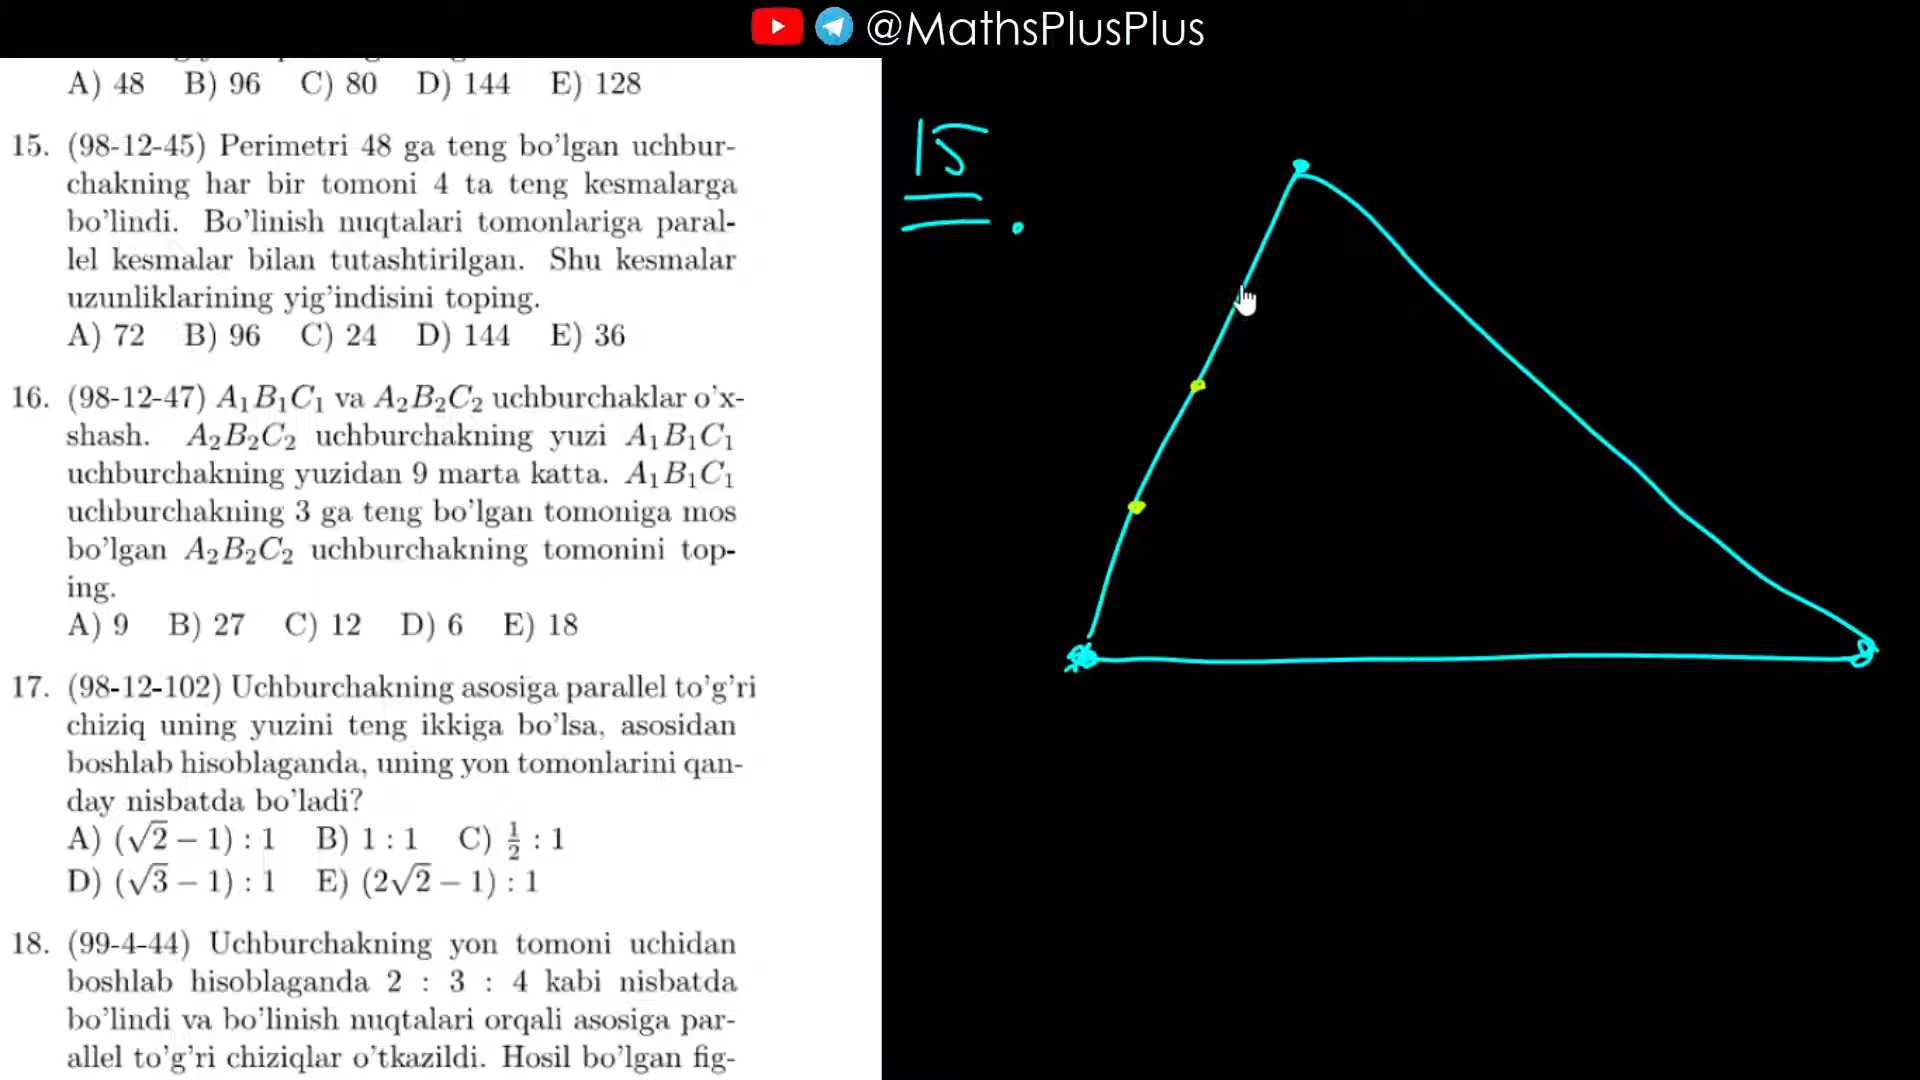 @MathsPlusPlus
A) 48 B) 96 C) 80 D) 144 E) 128
15. (98-12-45) Perimetri 48 ga teng bo'lgan uchbur-
chakning har bir tomoni 4 ta teng kesmalarga
bo'lindi. Bo'linish nuqtalari tomonlariga paral-
lel kesmalar bilan tutashtirilgan. Shu kesmalar
uzunliklarining yig'indisini toping.
A) 72 B) 96 C) 24 D) 144 E) 36
16. (98-12-47) A₁B₁C₁ va A₂B₂C₂ uchburchaklar o'x-
shash. A₂B₂C₂ uchburchakning yuzi A₁B₁C₁
uchburchakning yuzidan 9 marta katta. A₁B₁C₁
uchburchakning 3 ga teng bo'lgan tomoniga mos
bo'lgan A₂B₂C₂ uchburchakning tomonini top-
ing.
A) 9 B) 27 C) 12 D) 6 E) 18
17. (98-12-102) Uchburchakning asosiga parallel to'g'ri
chiziq uning yuzini teng ikkiga bo'lsa, asosidan
boshlab hisoblaganda, uning yon tomonlarini qan-
day nisbatda bo'ladi?
A) (√2 − 1) : 1 B) 1 : 1 C) 1/2 : 1
D) (√3 − 1) : 1 E) (2√2 − 1) : 1
18. (99-4-44) Uchburchakning yon tomoni uchidan
boshlab hisoblaganda 2 : 3 : 4 kabi nisbatda
bo'lindi va bo'linish nuqtalari orqali asosiga par-
allel to'g'ri chiziqlar o'tkazildi. Hosil bo'lgan fig-
15.